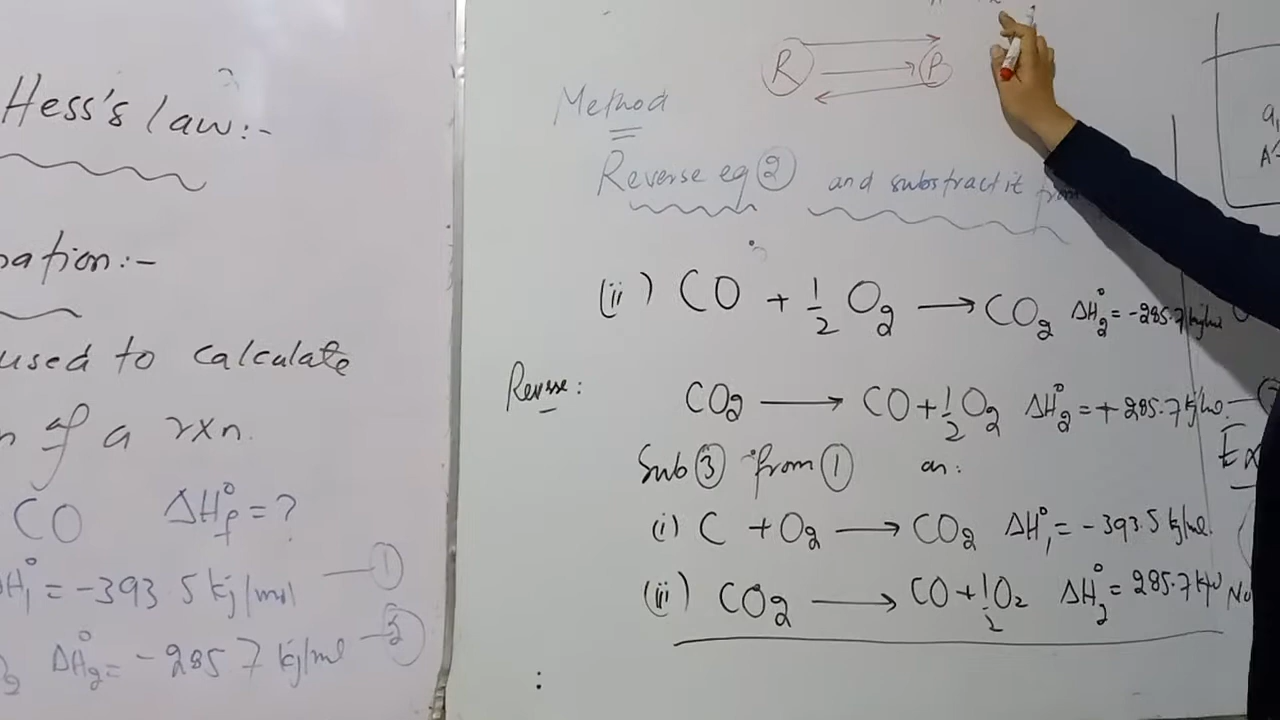 Hess's law:-
ation:-
used to calculate
of a rxn.
CO ΔH°f = ?
H°1 = -393 5 kj/mol ①
ΔH°2 = -285 7 kj/mol
R P
Method
Reverse eq ② and substract it from
(ii) CO + 1/2 O2 → CO2 ΔH°2 = -285.7 kj/mol
Reverse:
CO2 → CO + 1/2 O2 ΔH°2 = + 285.7 kj/mo.
Sub ③ from ① as:
(i) C + O2 → CO2 ΔH°1 = -393.5 kj/mol.
(ii) CO2 → CO + 1/2 O2 ΔH°2 = 285.7 kj/
Ex